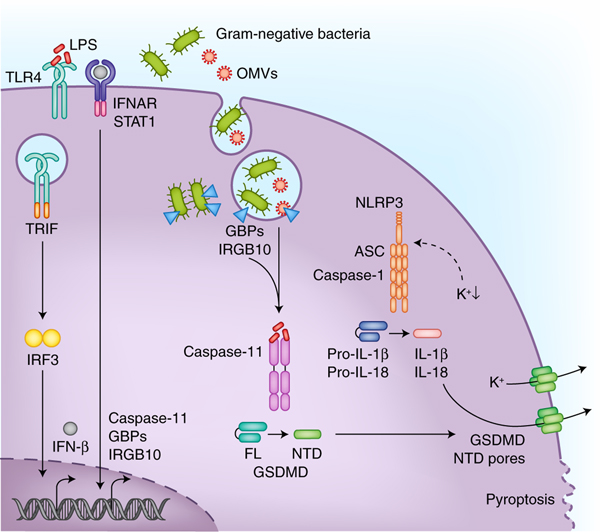 LPS
Gram-negative bacteria
TLR4
OMVs
IFNAR
STAT1
TRIF
GBPs
IRGB10
NLRP3
ASC
Caspase-1
K+↓
IRF3
Caspase-11
Pro-IL-1β
Pro-IL-18
IL-1β
IL-18
K+
IFN-β
Caspase-11
GBPs
IRGB10
FL
NTD
GSDMD
GSDMD
NTD pores
Pyroptosis